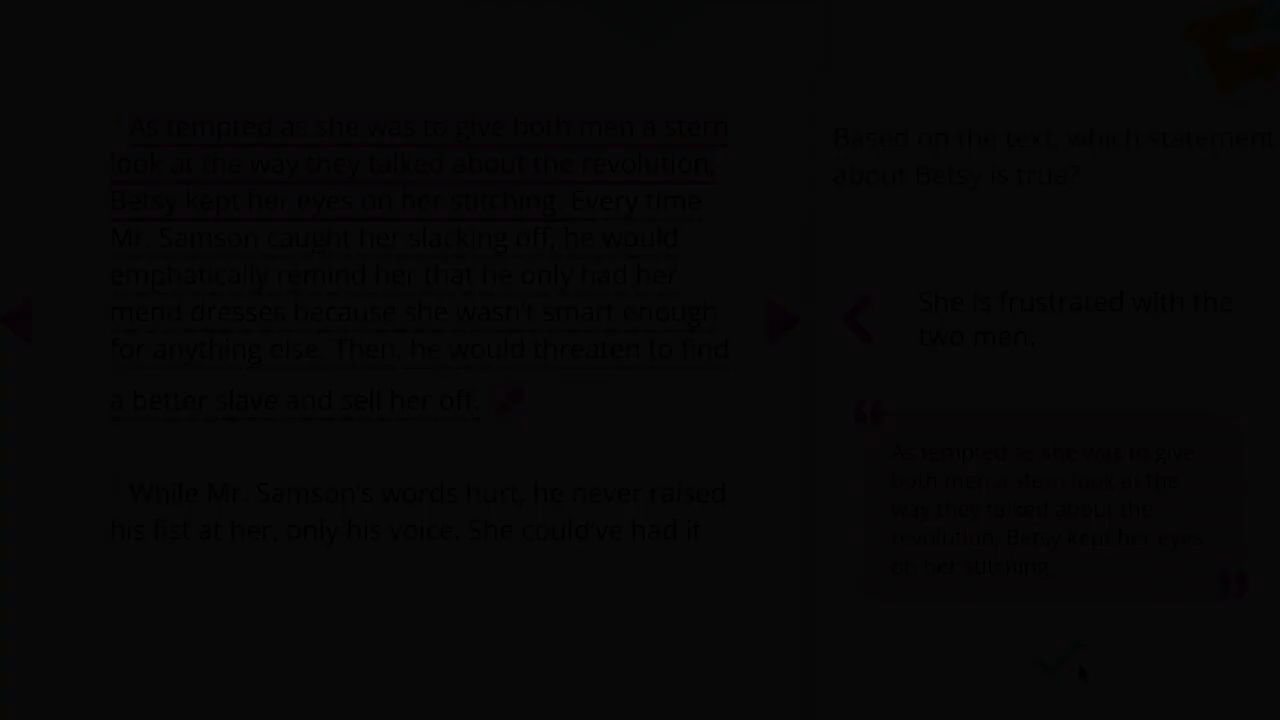 As tempted as she was to give both men a stern
look at the way they talked about the revolution,
Betsy kept her eyes on her stitching. Every time
Mr. Samson caught her slacking off, he would
emphatically remind her that he only had her
mend dresses because she wasn't smart enough
for anything else. Then, he would threaten to find
a better slave and sell her off.
While Mr. Samson's words hurt, he never raised
his fist at her, only his voice. She could've had it
Based on the text, which statement
about Betsy is true?
She is frustrated with the
two men.
“
As tempted as she was to give
both men a stern look at the
way they talked about the
revolution, Betsy kept her eyes
on her stitching.
”